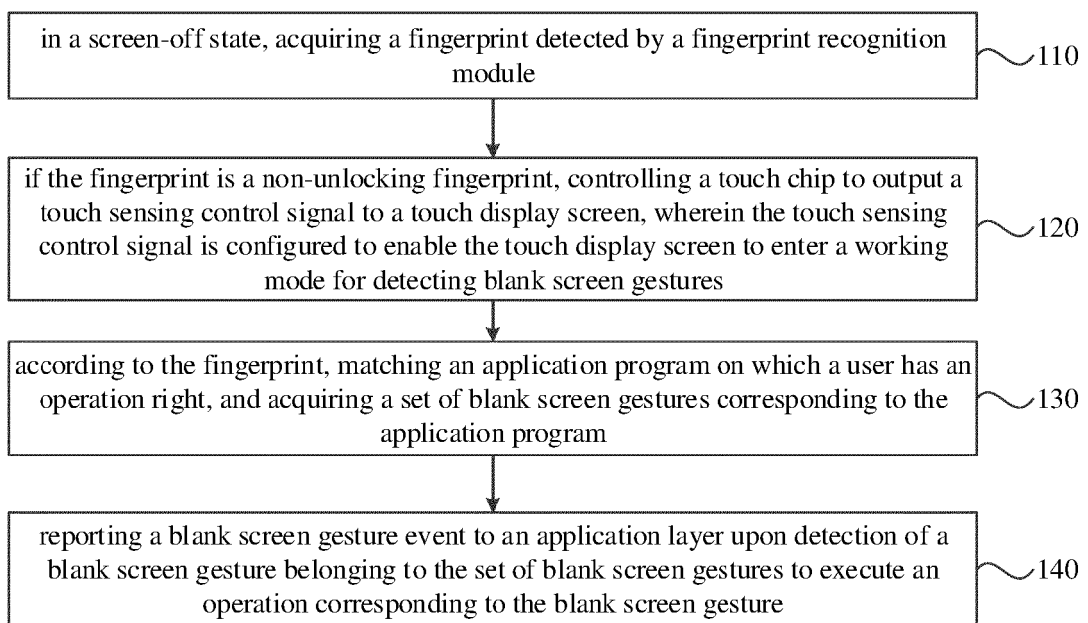 in a screen-off state, acquiring a fingerprint detected by a fingerprint recognition
module
110
if the fingerprint is a non-unlocking fingerprint, controlling a touch chip to output a
touch sensing control signal to a touch display screen, wherein the touch sensing
control signal is configured to enable the touch display screen to enter a working
mode for detecting blank screen gestures
120
according to the fingerprint, matching an application program on which a user has an
operation right, and acquiring a set of blank screen gestures corresponding to the
application program
130
reporting a blank screen gesture event to an application layer upon detection of a
blank screen gesture belonging to the set of blank screen gestures to execute an
operation corresponding to the blank screen gesture
140